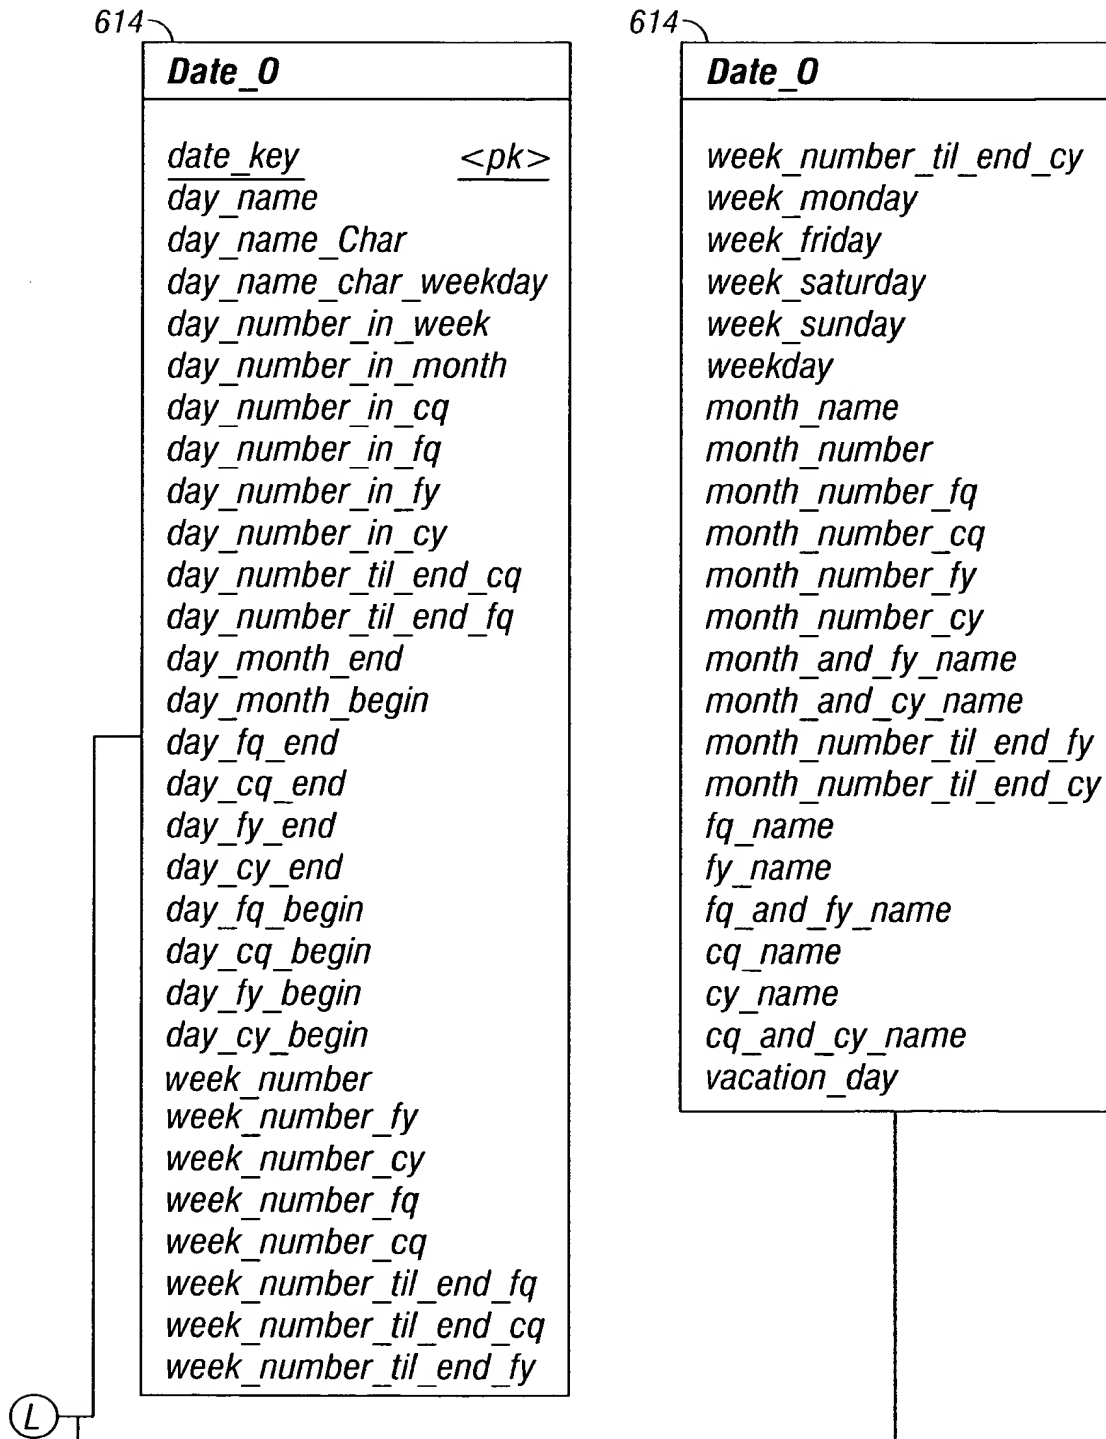 614
Date_O
date_key <pk>
day_name
day_name_Char
day_name_char_weekday
day_number_in_week
day_number_in_month
day_number_in_cq
day_number_in_fq
day_number_in_fy
day_number_in_cy
day_number_til_end_cq
day_number_til_end_fq
day_month_end
day_month_begin
day_fq_end
day_cq_end
day_fy_end
day_cy_end
day_fq_begin
day_cq_begin
day_fy_begin
day_cy_begin
week_number
week_number_fy
week_number_cy
week_number_fq
week_number_cq
week_number_til_end_fq
week_number_til_end_cq
week_number_til_end_fy
L
614
Date_O
week_number_til_end_cy
week_monday
week_friday
week_saturday
week_sunday
weekday
month_name
month_number
month_number_fq
month_number_cq
month_number_fy
month_number_cy
month_and_fy_name
month_and_cy_name
month_number_til_end_fy
month_number_til_end_cy
fq_name
fy_name
fq_and_fy_name
cq_name
cy_name
cq_and_cy_name
vacation_day